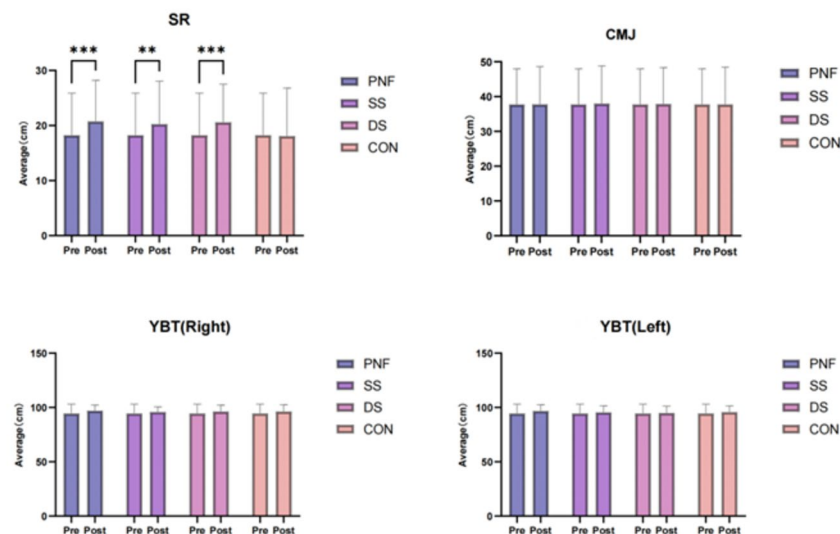 SR
*** ** ***
30
20
10
0
Average(cm)
Pre Post Pre Post Pre Post Pre Post
PNF
SS
DS
CON
CMJ
50
40
30
20
10
0
Average(cm)
Pre Post Pre Post Pre Post Pre Post
PNF
SS
DS
CON
YBT(Right)
150
100
50
0
Average(cm)
Pre Post Pre Post Pre Post Pre Post
PNF
SS
DS
CON
YBT(Left)
150
100
50
0
Average(cm)
Pre Post Pre Post Pre Post Pre Post
PNF
SS
DS
CON